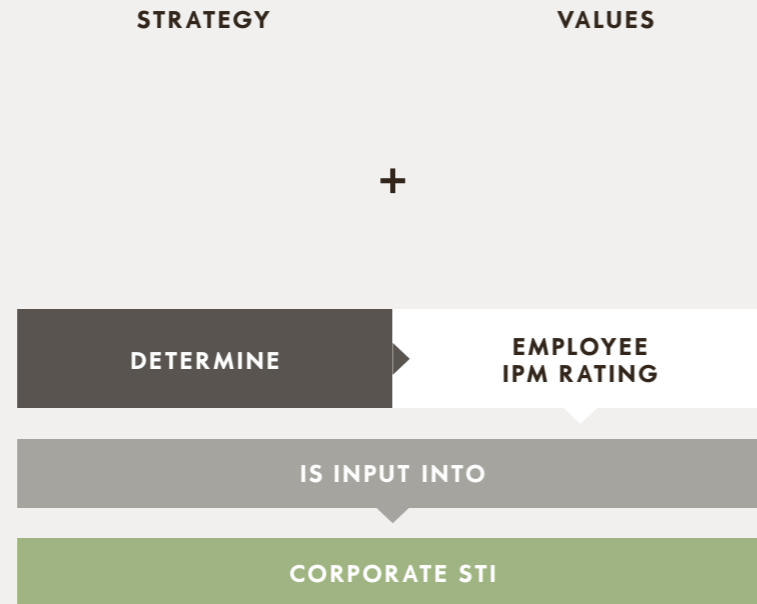 STRATEGY
VALUES
+
DETERMINE
EMPLOYEE
IPM RATING
IS INPUT INTO
CORPORATE STI